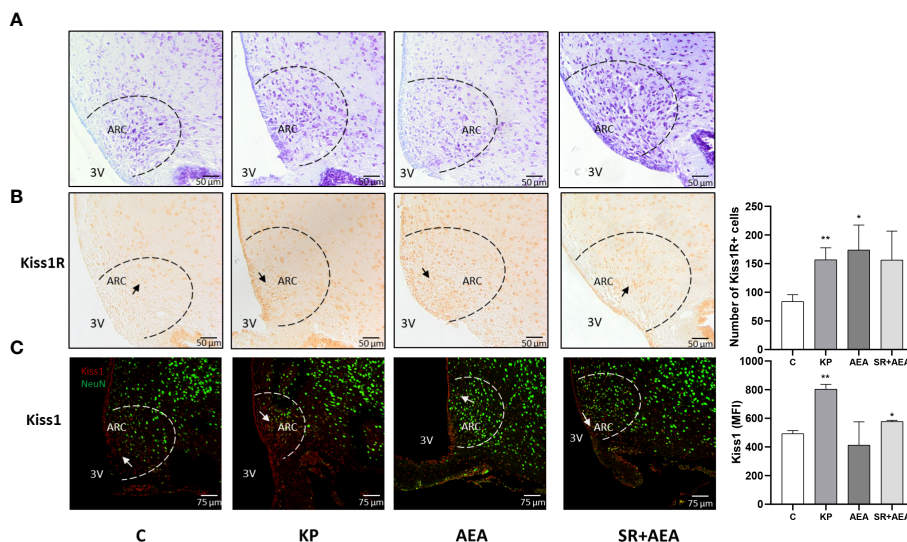 A
ARC
3V
50 µm
ARC
3V
50 µm
ARC
3V
50 µm
ARC
3V
50 µm
B
Kiss1R
ARC
3V
50 µm
ARC
3V
50 µm
ARC
3V
50 µm
ARC
3V
50 µm
Number of Kiss1R+ cells
250
200
150
100
50
0
**
*
C
KP
AEA
SR+AEA
C
Kiss1
Kiss1
NeuN
ARC
3V
75 µm
ARC
3V
75 µm
ARC
3V
75 µm
ARC
3V
75 µm
Kiss1 (MFI)
1000
800
600
400
200
0
**
*
C
KP
AEA
SR+AEA
C
KP
AEA
SR+AEA